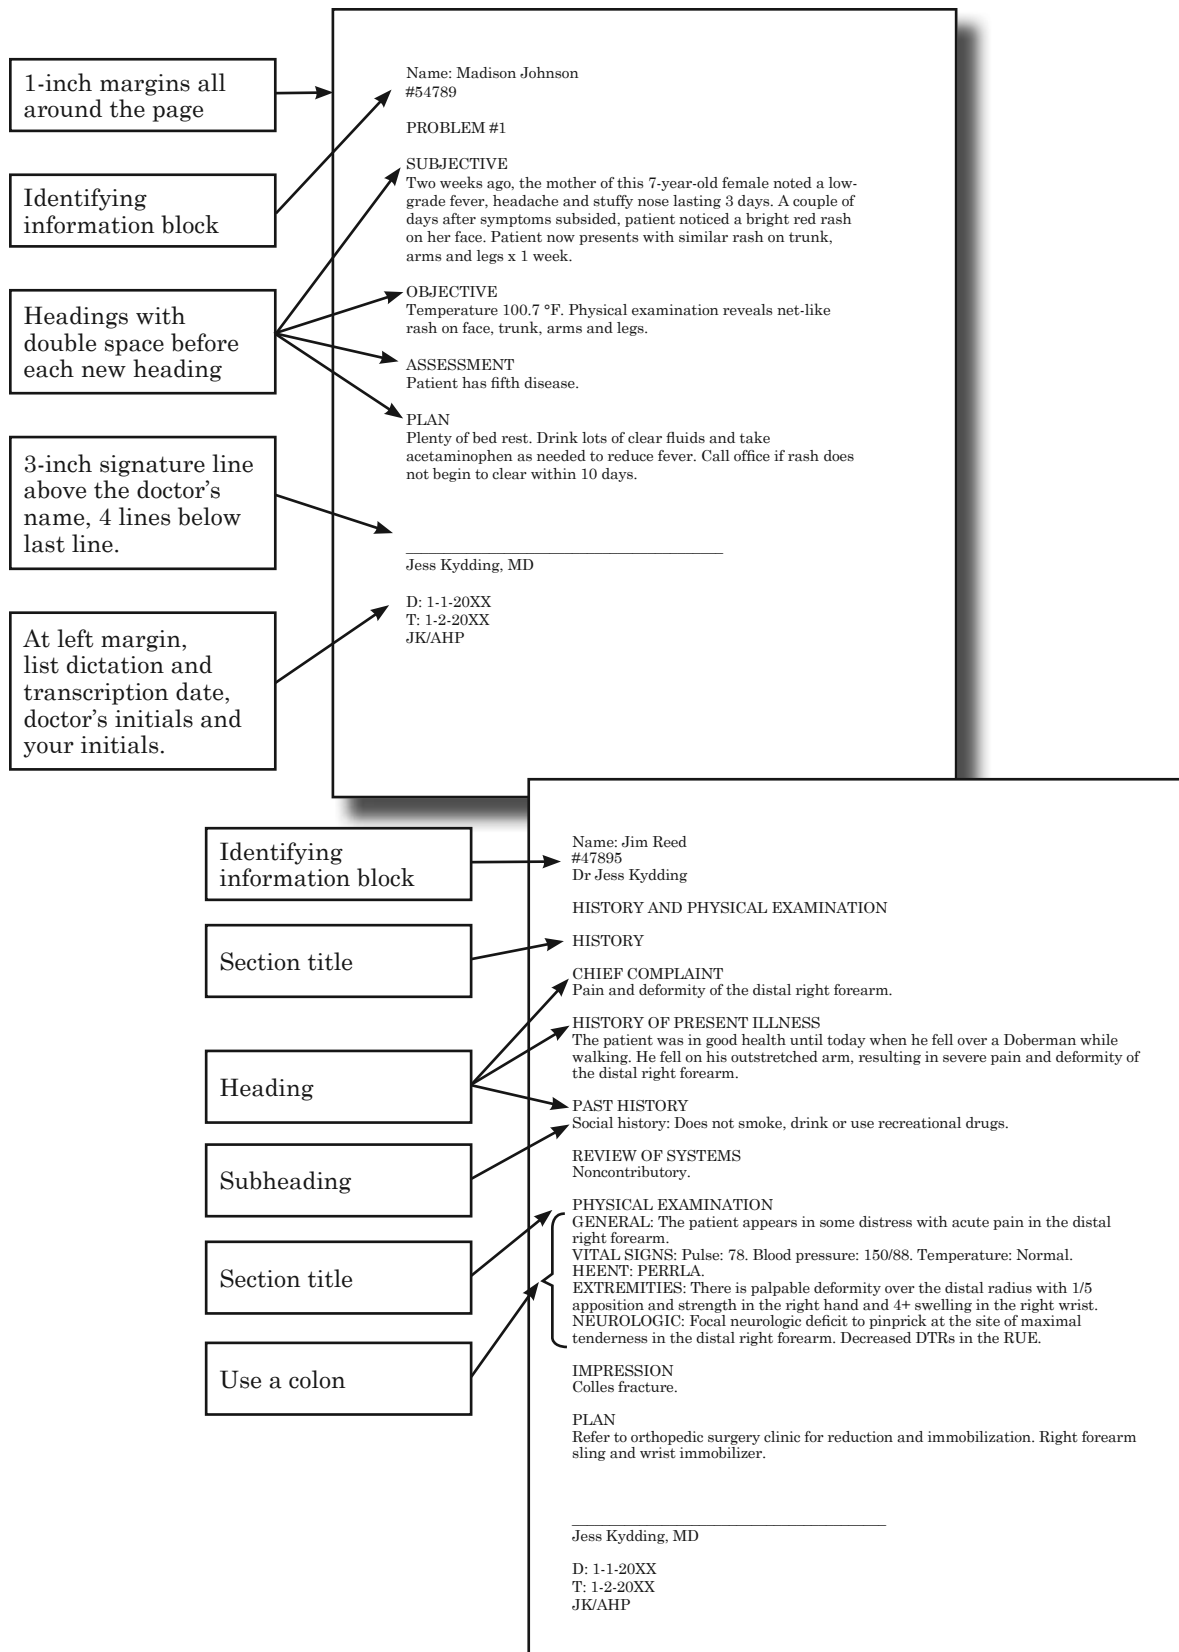 1-inch margins all
around the page
Identifying
information block
Headings with
double space before
each new heading
3-inch signature line
above the doctor's
name, 4 lines below
last line.
At left margin,
list dictation and
transcription date,
doctor's initials and
your initials.
Name: Madison Johnson
#54789
PROBLEM #1
SUBJECTIVE
Two weeks ago, the mother of this 7-year-old female noted a low-
grade fever, headache and stuffy nose lasting 3 days. A couple of
days after symptoms subsided, patient noticed a bright red rash
on her face. Patient now presents with similar rash on trunk,
arms and legs x 1 week.
OBJECTIVE
Temperature 100.7 °F. Physical examination reveals net-like
rash on face, trunk, arms and legs.
ASSESSMENT
Patient has fifth disease.
PLAN
Plenty of bed rest. Drink lots of clear fluids and take
acetaminophen as needed to reduce fever. Call office if rash does
not begin to clear within 10 days.
Jess Kydding, MD
D: 1-1-20XX
T: 1-2-20XX
JK/AHP
Identifying
information block
Section title
Heading
Subheading
Section title
Use a colon
Name: Jim Reed
#47895
Dr Jess Kydding
HISTORY AND PHYSICAL EXAMINATION
HISTORY
CHIEF COMPLAINT
Pain and deformity of the distal right forearm.
HISTORY OF PRESENT ILLNESS
The patient was in good health until today when he fell over a Doberman while
walking. He fell on his outstretched arm, resulting in severe pain and deformity of
the distal right forearm.
PAST HISTORY
Social history: Does not smoke, drink or use recreational drugs.
REVIEW OF SYSTEMS
Noncontributory.
PHYSICAL EXAMINATION
GENERAL: The patient appears in some distress with acute pain in the distal
right forearm.
VITAL SIGNS: Pulse: 78. Blood pressure: 150/88. Temperature: Normal.
HEENT: PERRLA.
EXTREMITIES: There is palpable deformity over the distal radius with 1/5
apposition and strength in the right hand and 4+ swelling in the right wrist.
NEUROLOGIC: Focal neurologic deficit to pinprick at the site of maximal
tenderness in the distal right forearm. Decreased DTRs in the RUE.
IMPRESSION
Colles fracture.
PLAN
Refer to orthopedic surgery clinic for reduction and immobilization. Right forearm
sling and wrist immobilizer.
Jess Kydding, MD
D: 1-1-20XX
T: 1-2-20XX
JK/AHP